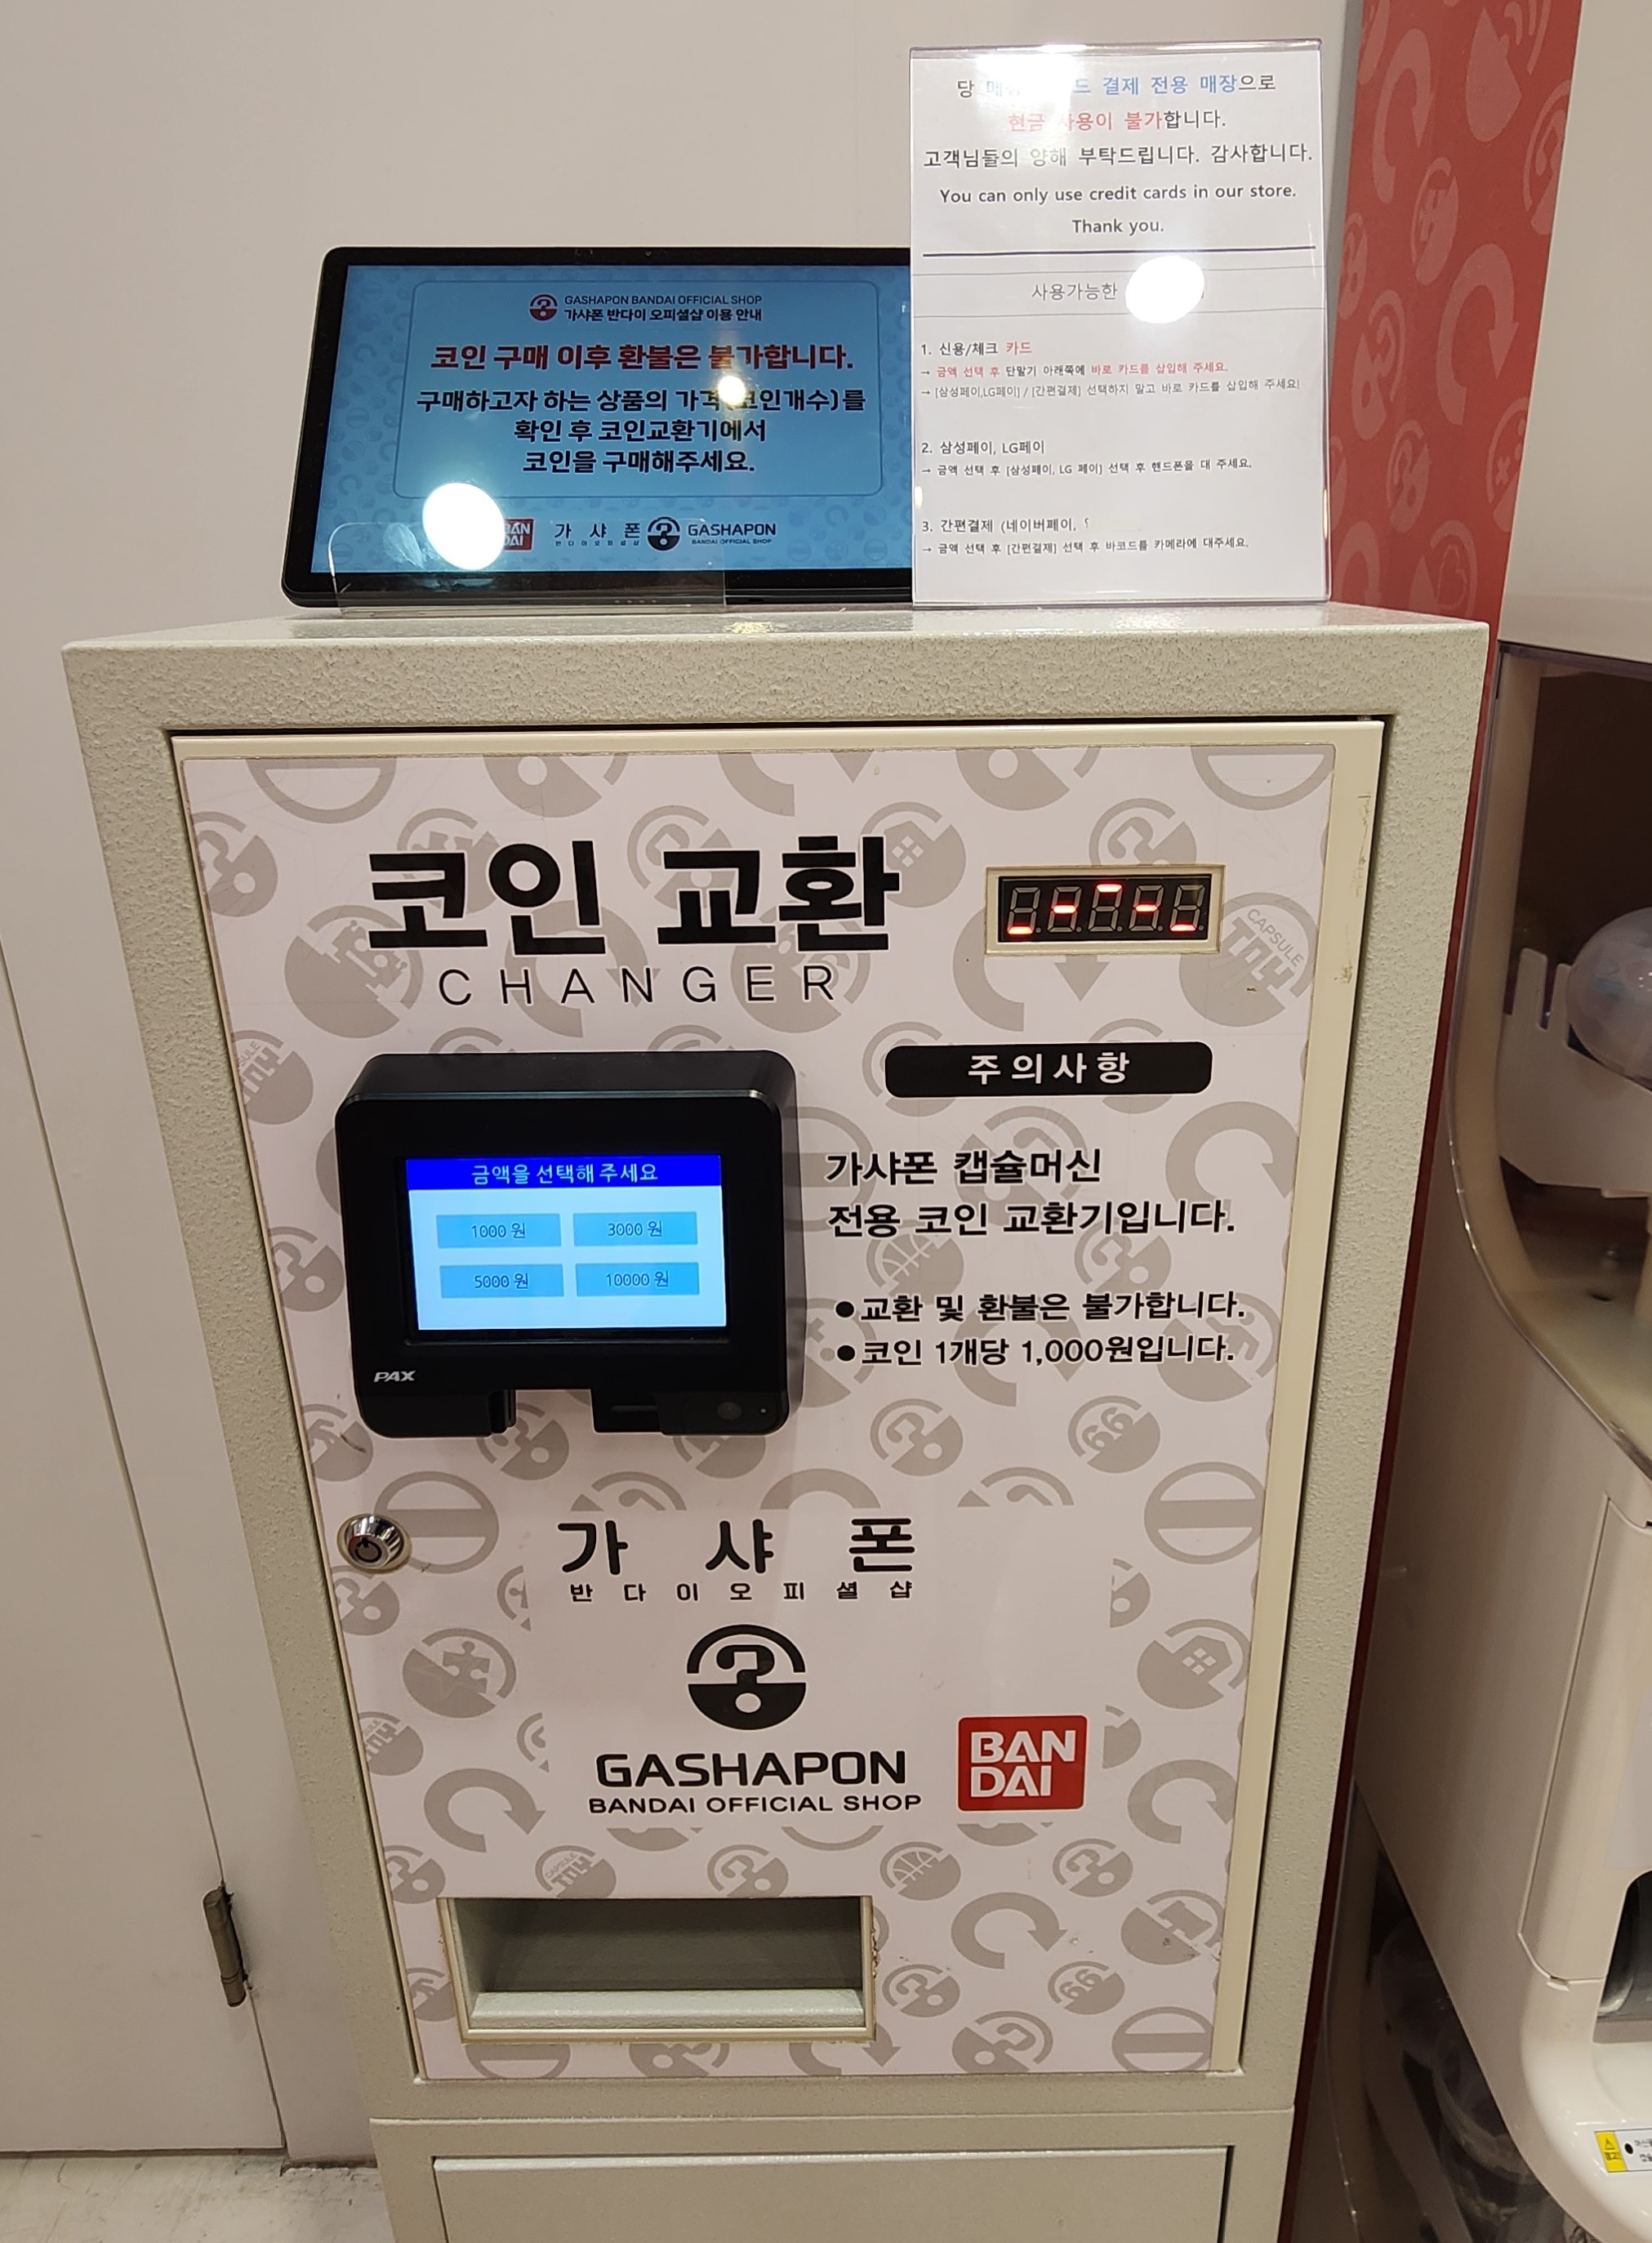 당 결제 전용 매장으로
현금 사용이 불가합니다.
고객님들의 양해 부탁드립니다. 감사합니다.
You can only use credit cards in our store.
Thank you.
사용가능한
1. 신용/체크 카드
→ 금액 선택 후 단말기 아래쪽에 바로 카드를 삽입해 주세요.
→ [삼성페이,LG페이] / [간편결제] 선택하지 말고 바로 카드를 삽입해 주세요!
2. 삼성페이, LG페이
→ 금액 선택 후 [삼성페이, LG 페이] 선택 후 핸드폰을 대 주세요.
3. 간편결제 (네이버페이,
→ 금액 선택 후 [간편결제] 선택 후 바코드를 카메라에 대주세요.
GASHAPON BANDAI OFFICIAL SHOP
가샤폰 반다이 오피셜샵 이용 안내
코인 구매 이후 환불은 불가합니다.
구매하고자 하는 상품의 가격(코인개수)를
확인 후 코인교환기에서
코인을 구매해주세요.
BAN
DAI
가 샤 폰
반다이오피셜샵
GASHAPON
BANDAI OFFICIAL SHOP
코인 교환
CHANGER
주의사항
가샤폰 캡슐머신
전용 코인 교환기입니다.
●교환 및 환불은 불가합니다.
●코인 1개당 1,000원입니다.
금액을 선택해 주세요
1000 원 3000 원
5000 원 10000 원
PAX
가 샤 폰
반다이오피셜샵
GASHAPON
BANDAI OFFICIAL SHOP
BAN
DAI